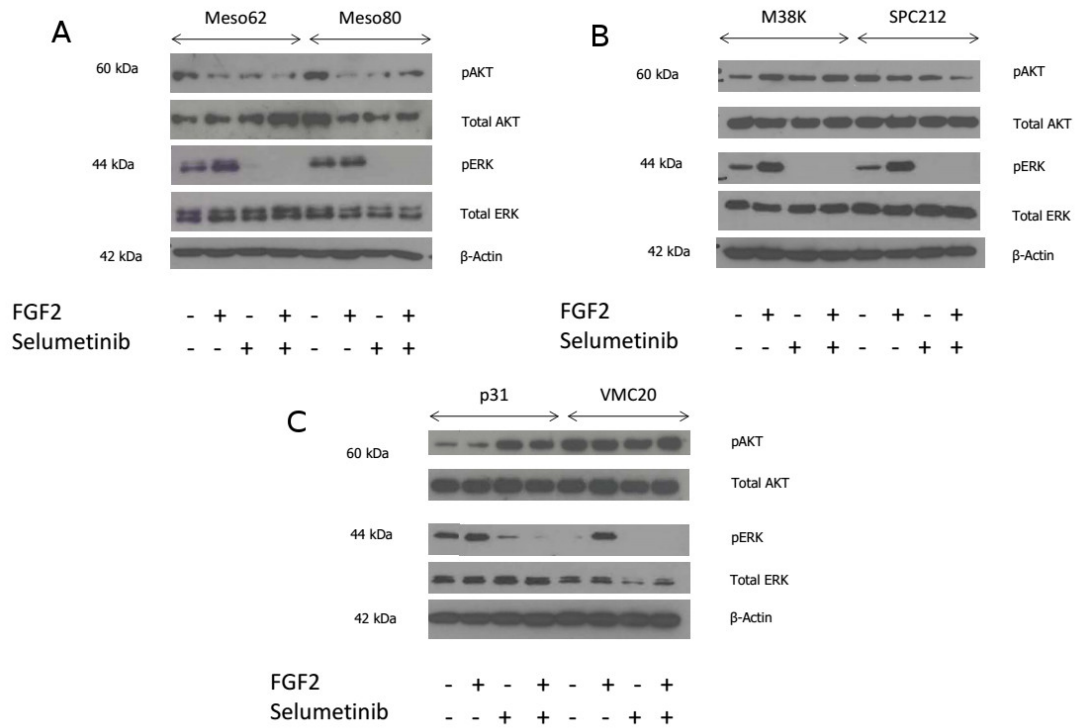 A
Meso62 Meso80
60 kDa pAKT
Total AKT
44 kDa pERK
Total ERK
42 kDa β-Actin
FGF2 - + + - + +
Selumetinib - - + + - - + +
B
M38K SPC212
60 kDa pAKT
Total AKT
44 kDa pERK
Total ERK
42 kDa β-Actin
FGF2 - + + - + +
Selumetinib - - + + - - + +
C
p31 VMC20
60 kDa pAKT
Total AKT
44 kDa pERK
Total ERK
42 kDa β-Actin
FGF2 - + + - + +
Selumetinib - - + + - - + +